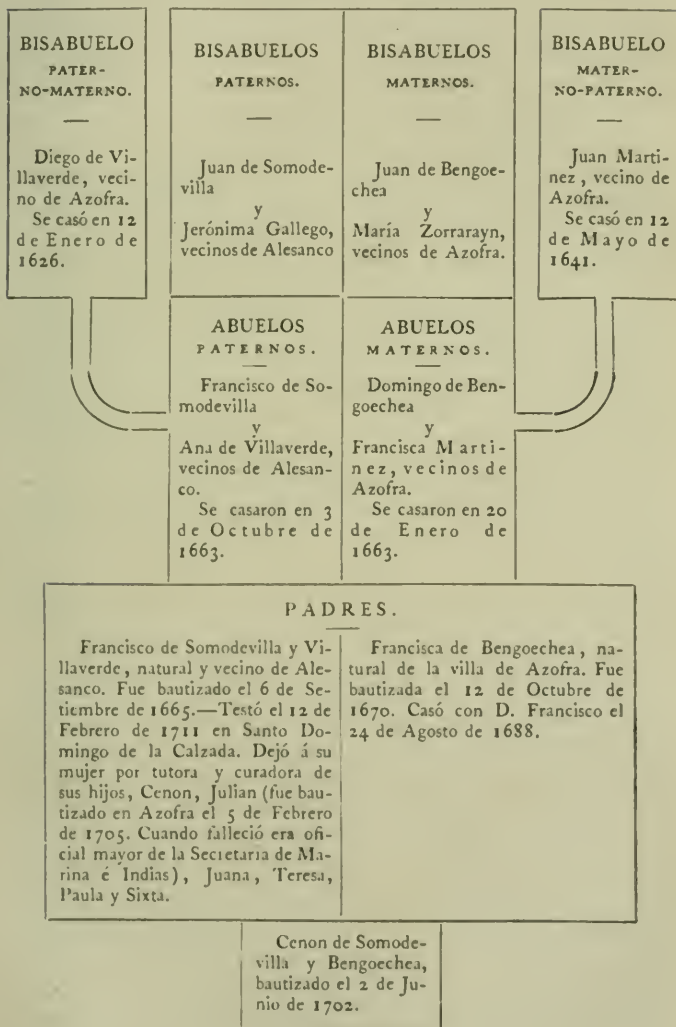 BISABUELO
PATER-
NO-MATERNO.
Diego de Vi-
llaverde, veci-
no de Azofra.
Se casó en 12
de Enero de
1626.
BISABUELOS
PATERNOS.
Juan de Somode-
villa
y
Jerónima Gallego,
vecinos de Alesanco
BISABUELOS
MATERNOS.
Juan de Bengoe-
chea
y
María Zorrarayn,
vecinos de Azofra.
BISABUELO
MATER-
NO-PATERNO.
Juan Marti-
nez, vecino de
Azofra.
Se casó en 12
de Mayo de
1641.
ABUELOS
PATERNOS.
Francisco de So-
modevilla
y
Ana de Villaverde,
vecinos de Alesan-
co.
Se casaron en 3
de Octubre de
1663.
ABUELOS
MATERNOS.
Domingo de Ben-
goechea
y
Francisca Marti-
nez, vecinos de
Azofra.
Se casaron en 20
de Enero de
1663.
PADRES.
Francisco de Somodevilla y Vi-
llaverde, natural y vecino de Ale-
sanco. Fue bautizado el 6 de Se-
tiembre de 1665.—Testó el 12 de
Febrero de 1711 en Santo Do-
mingo de la Calzada. Dejó á su
mujer por tutora y curadora de
sus hijos, Cenon, Julian (fue bau-
tizado en Azofra el 5 de Febrero
de 1705. Cuando falleció era ofi-
cial mayor de la Secretaria de Ma-
rina é Indias), Juana, Teresa,
Paula y Sixta.
Francisca de Bengoechea, na-
tural de la villa de Azofra. Fue
bautizada el 12 de Octubre de
1670. Casó con D. Francisco el
24 de Agosto de 1688.
Cenon de Somode-
villa y Bengoechea,
bautizado el 2 de Ju-
nio de 1702.